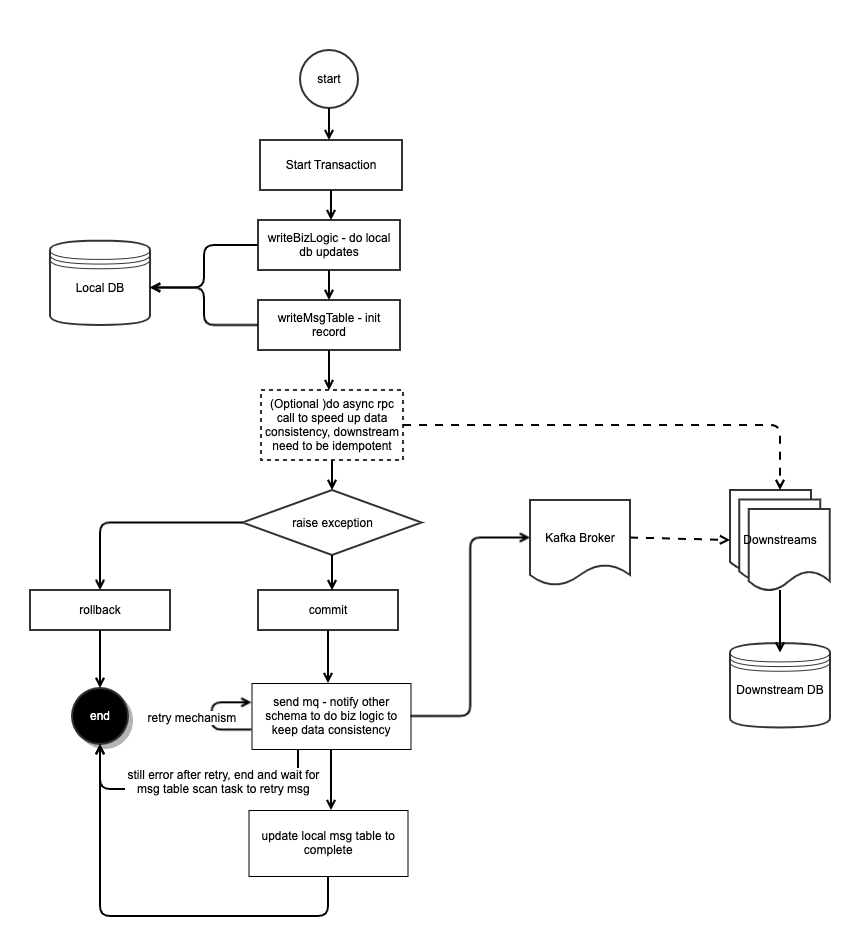 start
Start Transaction
writeBizLogic - do local
db updates
Local DB
writeMsgTable - init
record
(Optional )do async rpc
call to speed up data
consistency, downstream
need to be idempotent
raise exception
Kafka Broker
Downstreams
rollback
commit
Downstream DB
end
retry mechanism
send mq - notify other
schema to do biz logic to
keep data consistency
still error after retry, end and wait for
msg table scan task to retry msg
update local msg table to
complete